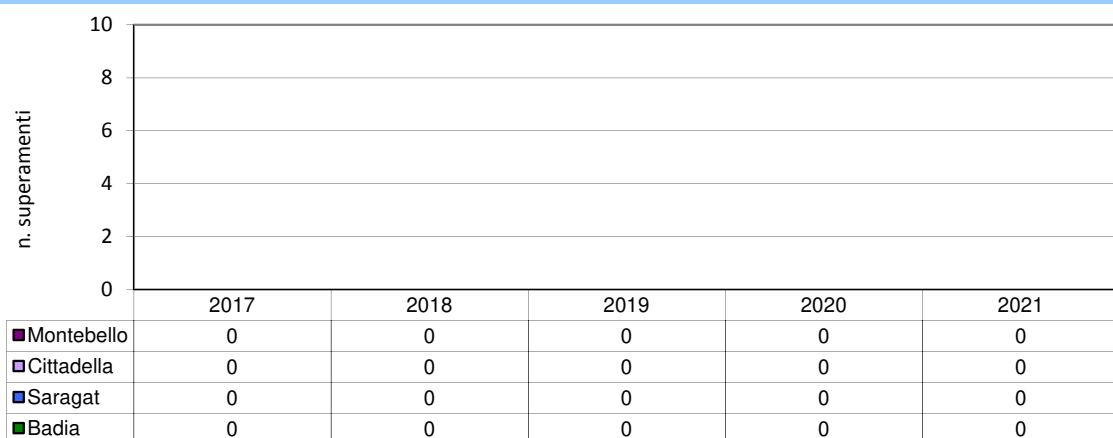 10
8
6
4
2
0
n. superamenti
2017 2018 2019 2020 2021
Montebello 0 0 0 0 0
Cittadella 0 0 0 0 0
Saragat 0 0 0 0 0
Badia 0 0 0 0 0